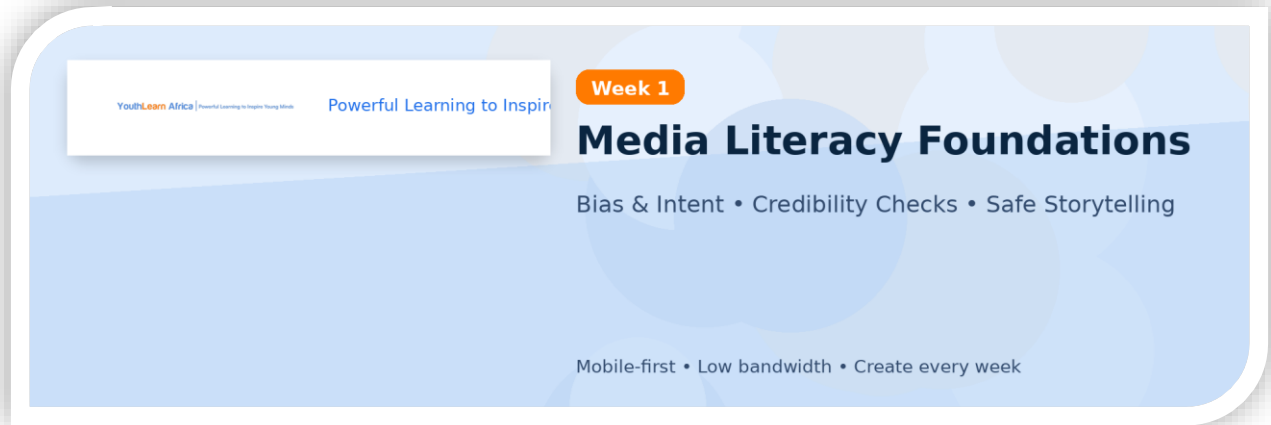 YouthLearn Africa | Powerful Learning to Inspire Young Minds
Powerful Learning to Inspir
Week 1
Media Literacy Foundations
Bias & Intent • Credibility Checks • Safe Storytelling
Mobile-first • Low bandwidth • Create every week